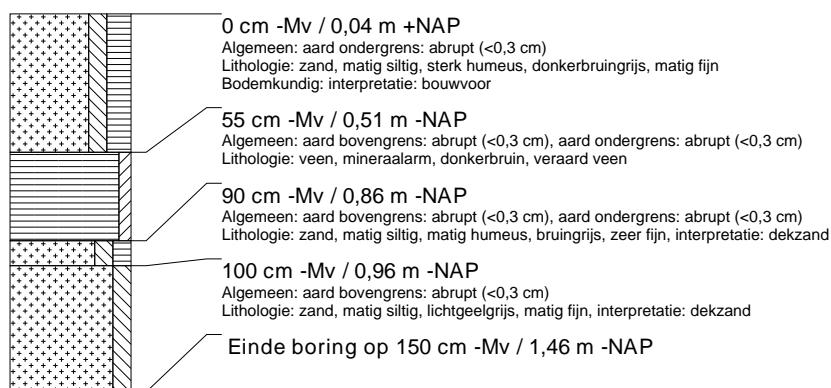 0 cm -Mv / 0,04 m +NAP
Algemeen: aard ondergrens: abrupt (<0,3 cm)
Lithologie: zand, matig siltig, sterk humeus, donkerbruingrijs, matig fijn
Bodemkundig: interpretatie: bouwvoor
55 cm -Mv / 0,51 m -NAP
Algemeen: aard bovengrens: abrupt (<0,3 cm), aard ondergrens: abrupt (<0,3 cm)
Lithologie: veen, mineraalarm, donkerbruin, veraard veen
90 cm -Mv / 0,86 m -NAP
Algemeen: aard bovengrens: abrupt (<0,3 cm), aard ondergrens: abrupt (<0,3 cm)
Lithologie: zand, matig siltig, matig humeus, bruingrijs, zeer fijn, interpretatie: dekzand
100 cm -Mv / 0,96 m -NAP
Algemeen: aard bovengrens: abrupt (<0,3 cm)
Lithologie: zand, matig siltig, lichtgeelgrijs, matig fijn, interpretatie: dekzand
Einde boring op 150 cm -Mv / 1,46 m -NAP